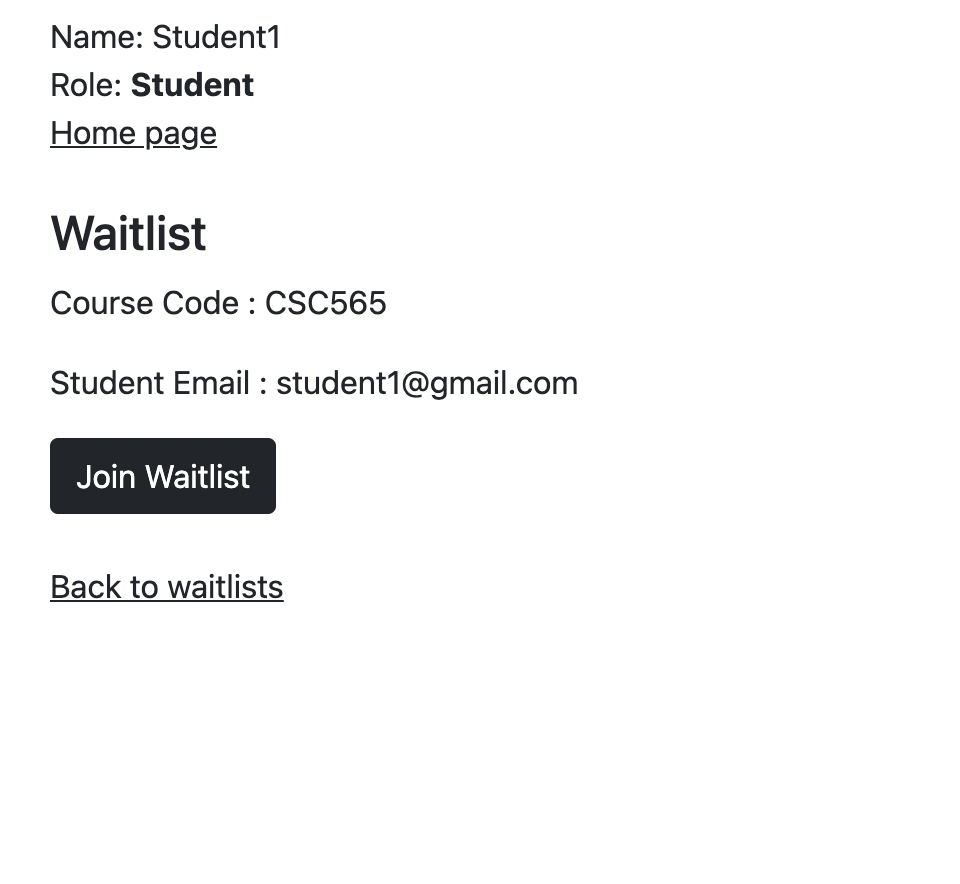 Name: Student1
Role: Student
Home page
Waitlist
Course Code : CSC565
Student Email : student1@gmail.com
Join Waitlist
Back to waitlists